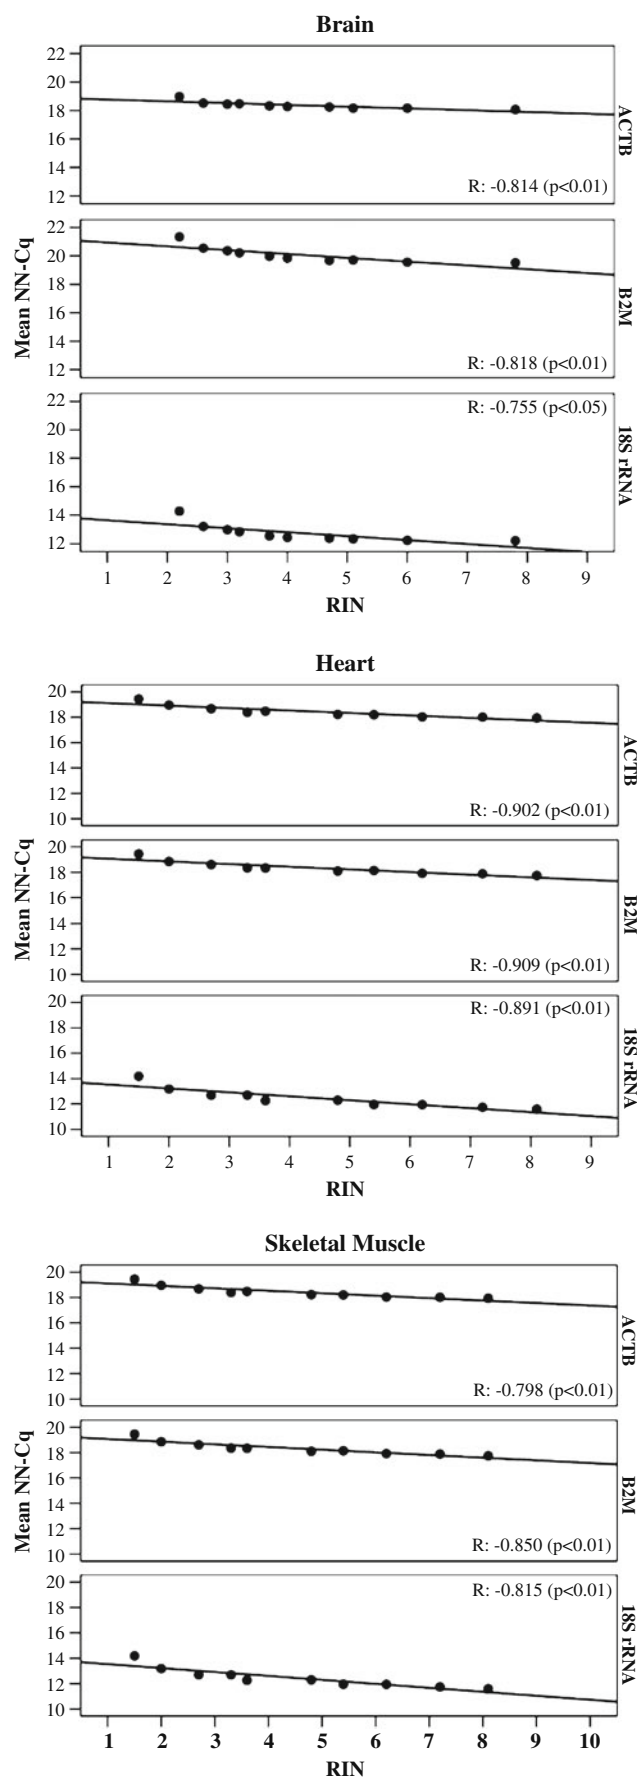 Brain
22
20
18
16
14
12
ACTB
R: -0.814 (p<0.01)
Mean NN-Cq
22
20
18
16
14
12
B2M
R: -0.818 (p<0.01)
R: -0.755 (p<0.05)
22
20
18
16
14
12
18S rRNA
1 2 3 4 5 6 7 8 9
RIN
Heart
20
18
16
14
12
10
ACTB
R: -0.902 (p<0.01)
Mean NN-Cq
20
18
16
14
12
10
B2M
R: -0.909 (p<0.01)
R: -0.891 (p<0.01)
20
18
16
14
12
10
18S rRNA
1 2 3 4 5 6 7 8 9
RIN
Skeletal Muscle
20
18
16
14
12
10
ACTB
R: -0.798 (p<0.01)
Mean NN-Cq
20
18
16
14
12
10
B2M
R: -0.850 (p<0.01)
R: -0.815 (p<0.01)
20
18
16
14
12
10
18S rRNA
1 2 3 4 5 6 7 8 9 10
RIN